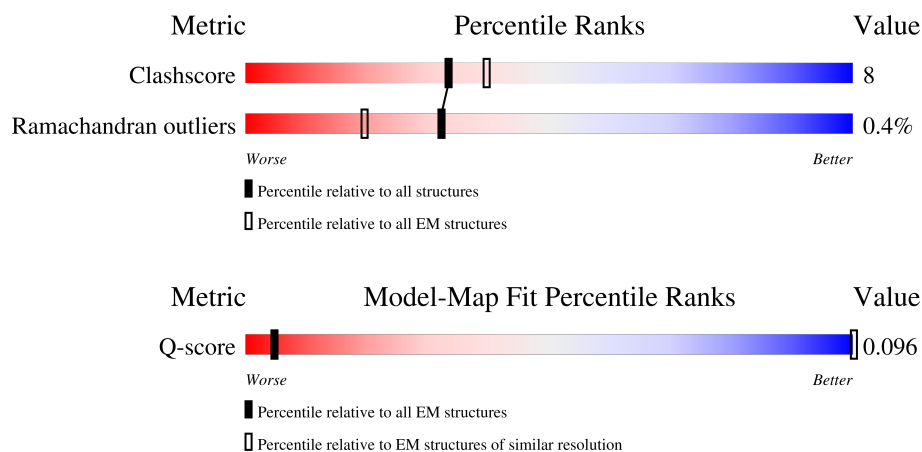 Metric Percentile Ranks Value
Clashscore 8
Ramachandran outliers 0.4%
Worse Better
Percentile relative to all structures
Percentile relative to all EM structures
Metric Model-Map Fit Percentile Ranks Value
Q-score 0.096
Worse Better
Percentile relative to all EM structures
Percentile relative to EM structures of similar resolution